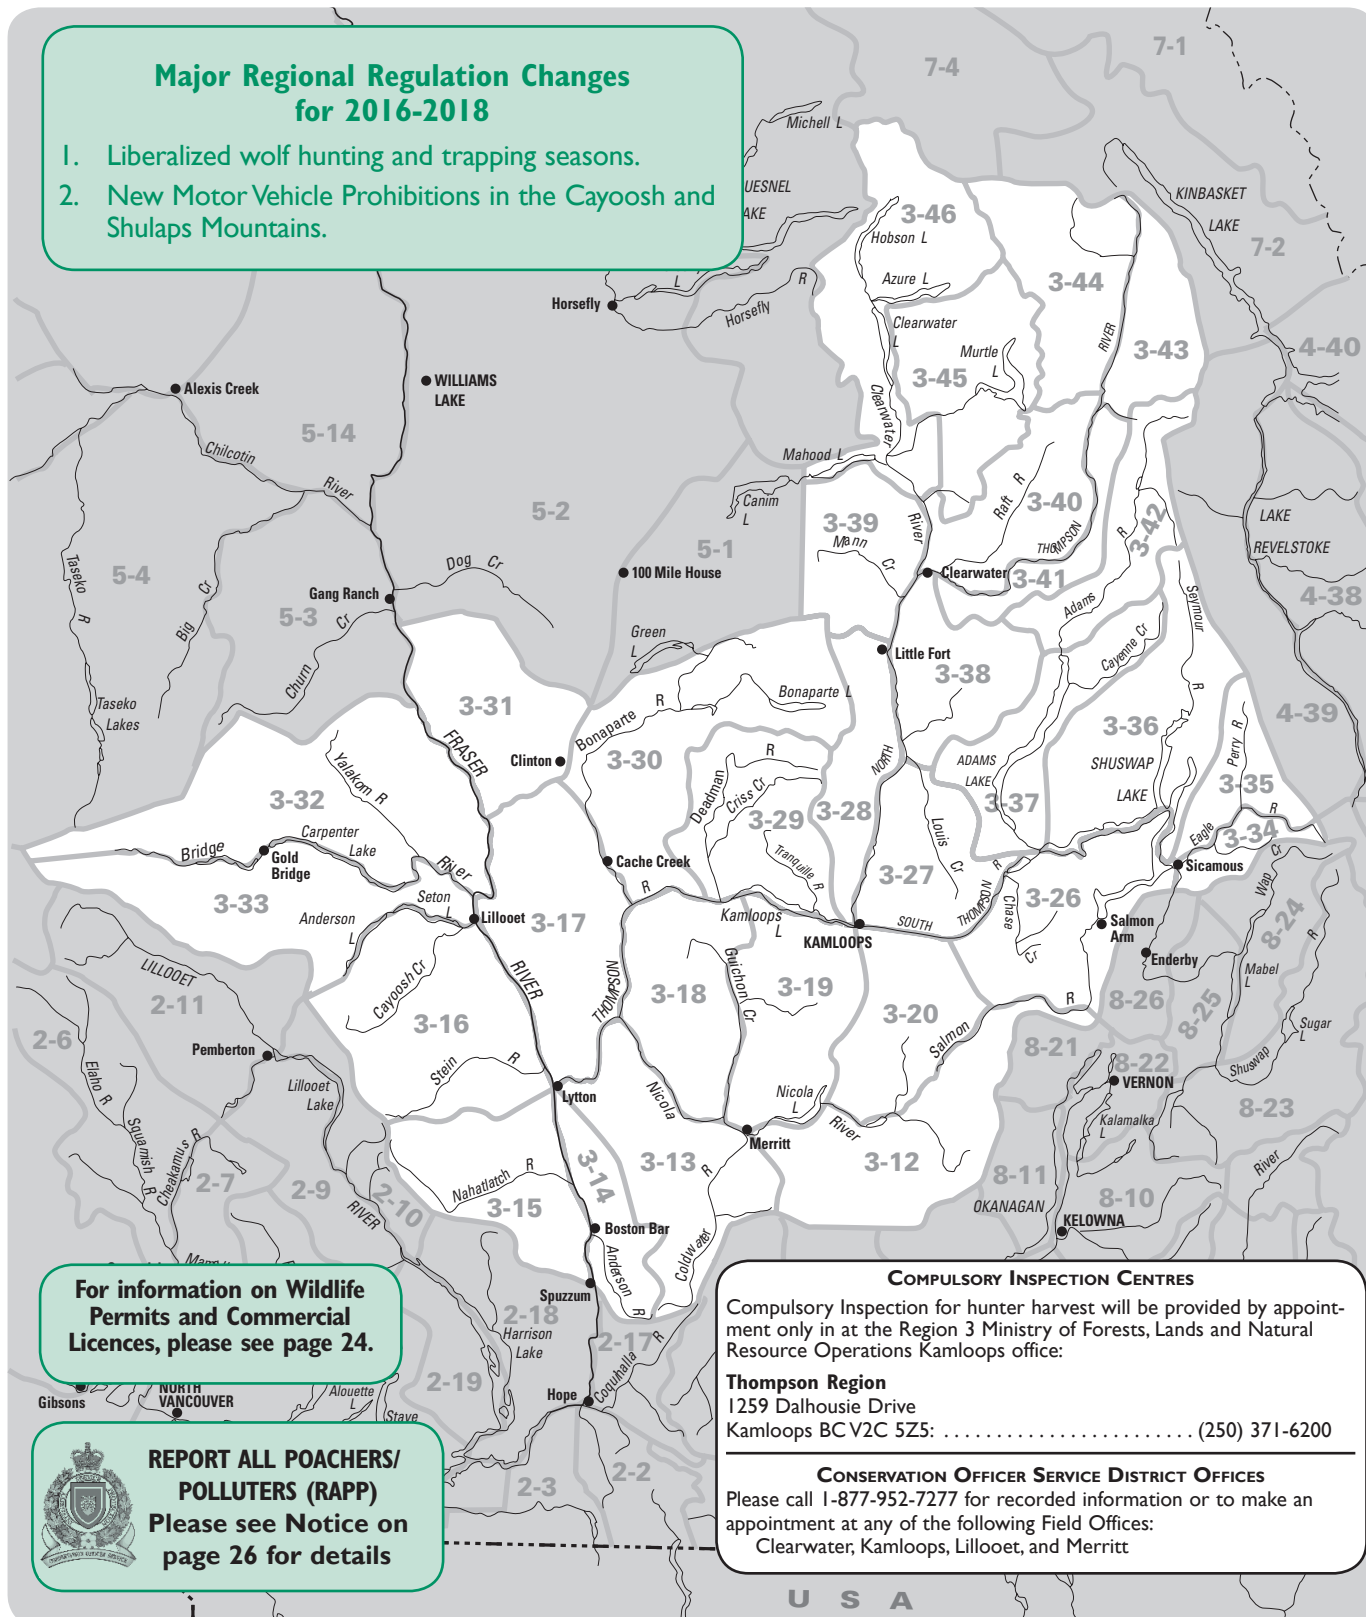 Major Regional Regulation Changes
for 2016-2018
1. Liberalized wolf hunting and trapping seasons.
2. New Motor Vehicle Prohibitions in the Cayoosh and
Shulaps Mountains.
7-1
7-4
Michell L
UESNEL
AKE
KINBASKET
LAKE
7-2
3-46
Hobson L
Azure L
3-44
L
R
Horsefly
Horsefly
Clearwater
L
Murtle
L
3-45
RIVER
3-43
4-40
Alexis Creek
WILLIAMS
LAKE
5-14
Clearwater
Chilcotin
River
Mahood L
Canim
L
5-2
5-1
3-39
Mann
Cr
River
Raft R
3-40
THOMPSON
3-42
R
LAKE
REVELSTOKE
Taseko
R
5-4
Big
Cr
5-3
Gang Ranch
Dog Cr
100 Mile House
Clearwater
3-41
Adams
Seymour
R
4-38
Churn
Cr
Green
L
Little Fort
3-38
Cayenne Cr
Taseko
Lakes
3-31
Bonaparte R
Bonaparte L
3-36
4-39
FRASER
Clinton
3-30
NORTH
ADAMS
LAKE
SHUSWAP
LAKE
Perry R
3-35
Yalakom R
3-32
Deadman
R
Criss Cr
3-29
3-28
3-37
R
3-34
Eagle
Bridge
Gold
Bridge
Carpenter
Lake
River
Cache Creek
Tranquille R
Louis
Cr
Sicamous
Cr
Wap
3-33
Seton
L
Anderson
L
Lillooet
3-17
R
Kamloops
L
KAMLOOPS
3-27
SOUTH
THOMPSON
R
Chase
Cr
3-26
Salmon
Arm
8-24
R
Enderby
Mabel
L
LILLOOET
2-11
Cayoosh Cr
RIVER
THOMPSON
3-18
Guichon
Cr
3-19
3-20
R
8-26
8-25
Sugar
L
2-6
3-16
Salmon
8-21
8-22
Shuswap
Pemberton
Elaho R
Lillooet
Lake
Stein R
Lytton
Nicola
Nicola
L
River
VERNON
Kalamalka
L
8-23
Merritt
Squamish
R
Cheakamus R
2-7
2-9
RIVER
2-10
Nahatlatch R
3-15
3-14
3-13
R
3-12
8-11
OKANAGAN
8-10
River
KELOWNA
Boston Bar
Anderson
R
Coldwater
Spuzzum
For information on Wildlife
Permits and Commercial
Licences, please see page 24.
2-18
Harrison
Lake
2-17
R
Coquihalla
2-19
Hope
Gibsons
NORTH
VANCOUVER
Alouette
L
Stave
2-3
2-2
REPORT ALL POACHERS/
POLLUTERS (RAPP)
Please see Notice on
page 26 for details
COMPULSORY INSPECTION CENTRES
Compulsory Inspection for hunter harvest will be provided by appoint-
ment only in at the Region 3 Ministry of Forests, Lands and Natural
Resource Operations Kamloops office:
Thompson Region
1259 Dalhousie Drive
Kamloops BC V2C 5Z5: . . . . . . . . . . . . . . . . . . . . . . . . (250) 371-6200
CONSERVATION OFFICER SERVICE DISTRICT OFFICES
Please call 1-877-952-7277 for recorded information or to make an
appointment at any of the following Field Offices:
Clearwater, Kamloops, Lillooet, and Merritt
U S A